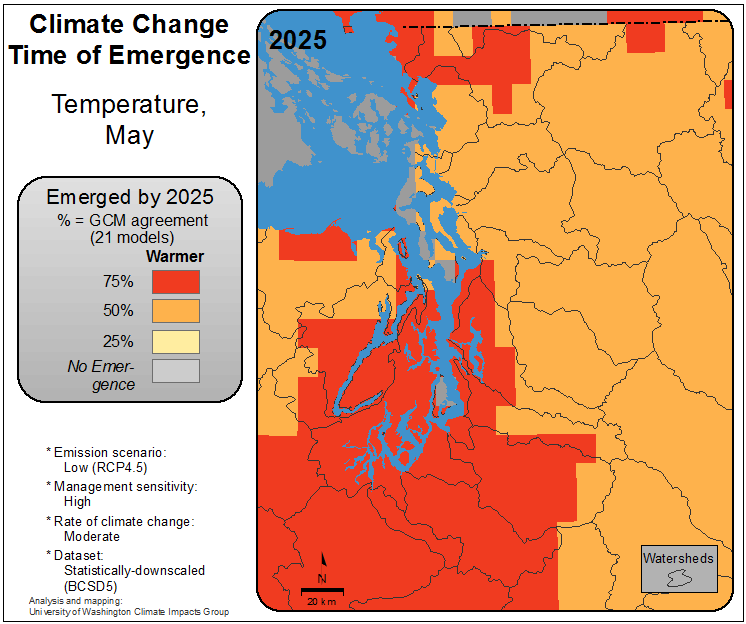 Climate Change
Time of Emergence
Temperature,
May
Emerged by 2025
% = GCM agreement
(21 models)
Warmer
75%
50%
25%
No Emer-
gence
* Emission scenario:
Low (RCP4.5)
* Management sensitivity:
High
* Rate of climate change:
Moderate
* Dataset:
Statistically-downscaled
(BCSD5)
Analysis and mapping:
University of Washington Climate Impacts Group
2025
N
20 km
Watersheds